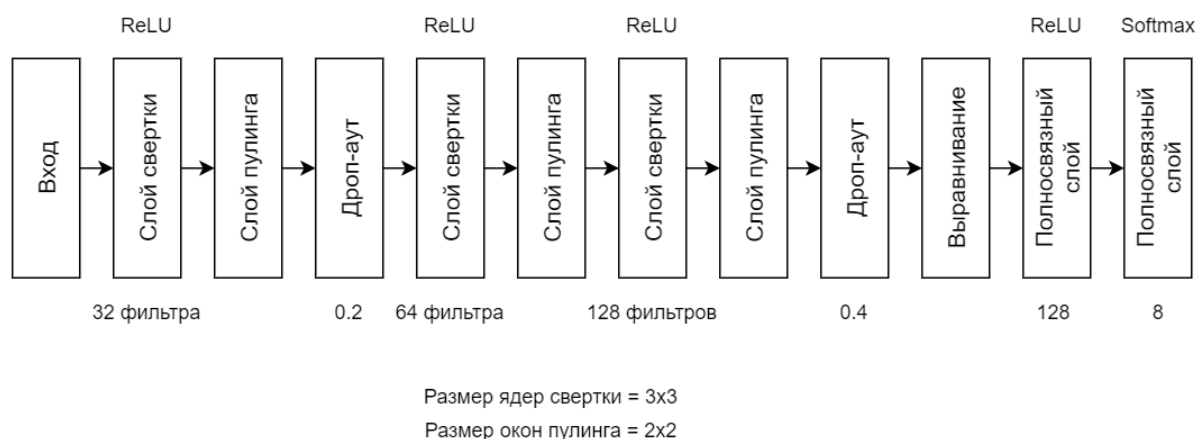 ReLU ReLU ReLU ReLU Softmax
Вход
Слой свертки
Слой пулинга
Дроп-аут
Слой свертки
Слой пулинга
Слой свертки
Слой пулинга
Дроп-аут
Выравнивание
Полносвязный
слой
Полносвязный
слой
32 фильтра 0.2 64 фильтра 128 фильтров 0.4 128 8
Размер ядер свертки = 3x3
Размер окон пулинга = 2x2